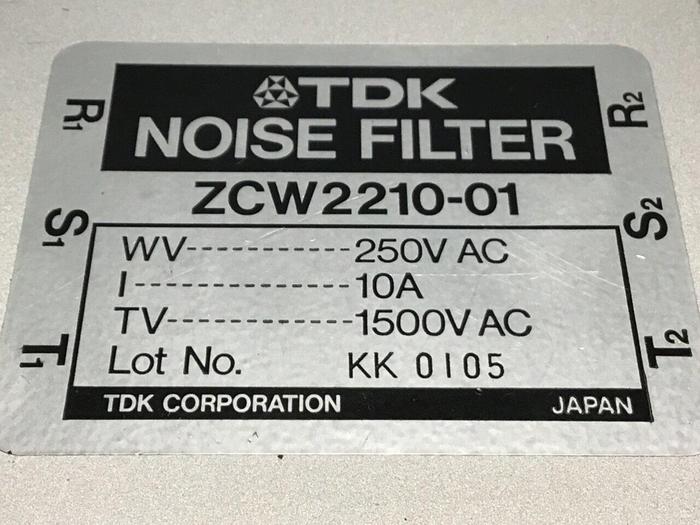 TDK
NOISE FILTER
ZCW2210-01
R1
R2
S1
S2
T1
T2
WV------------250V AC
I----------------10A
TV-------------1500V AC
Lot No. KK 0105
TDK CORPORATION JAPAN